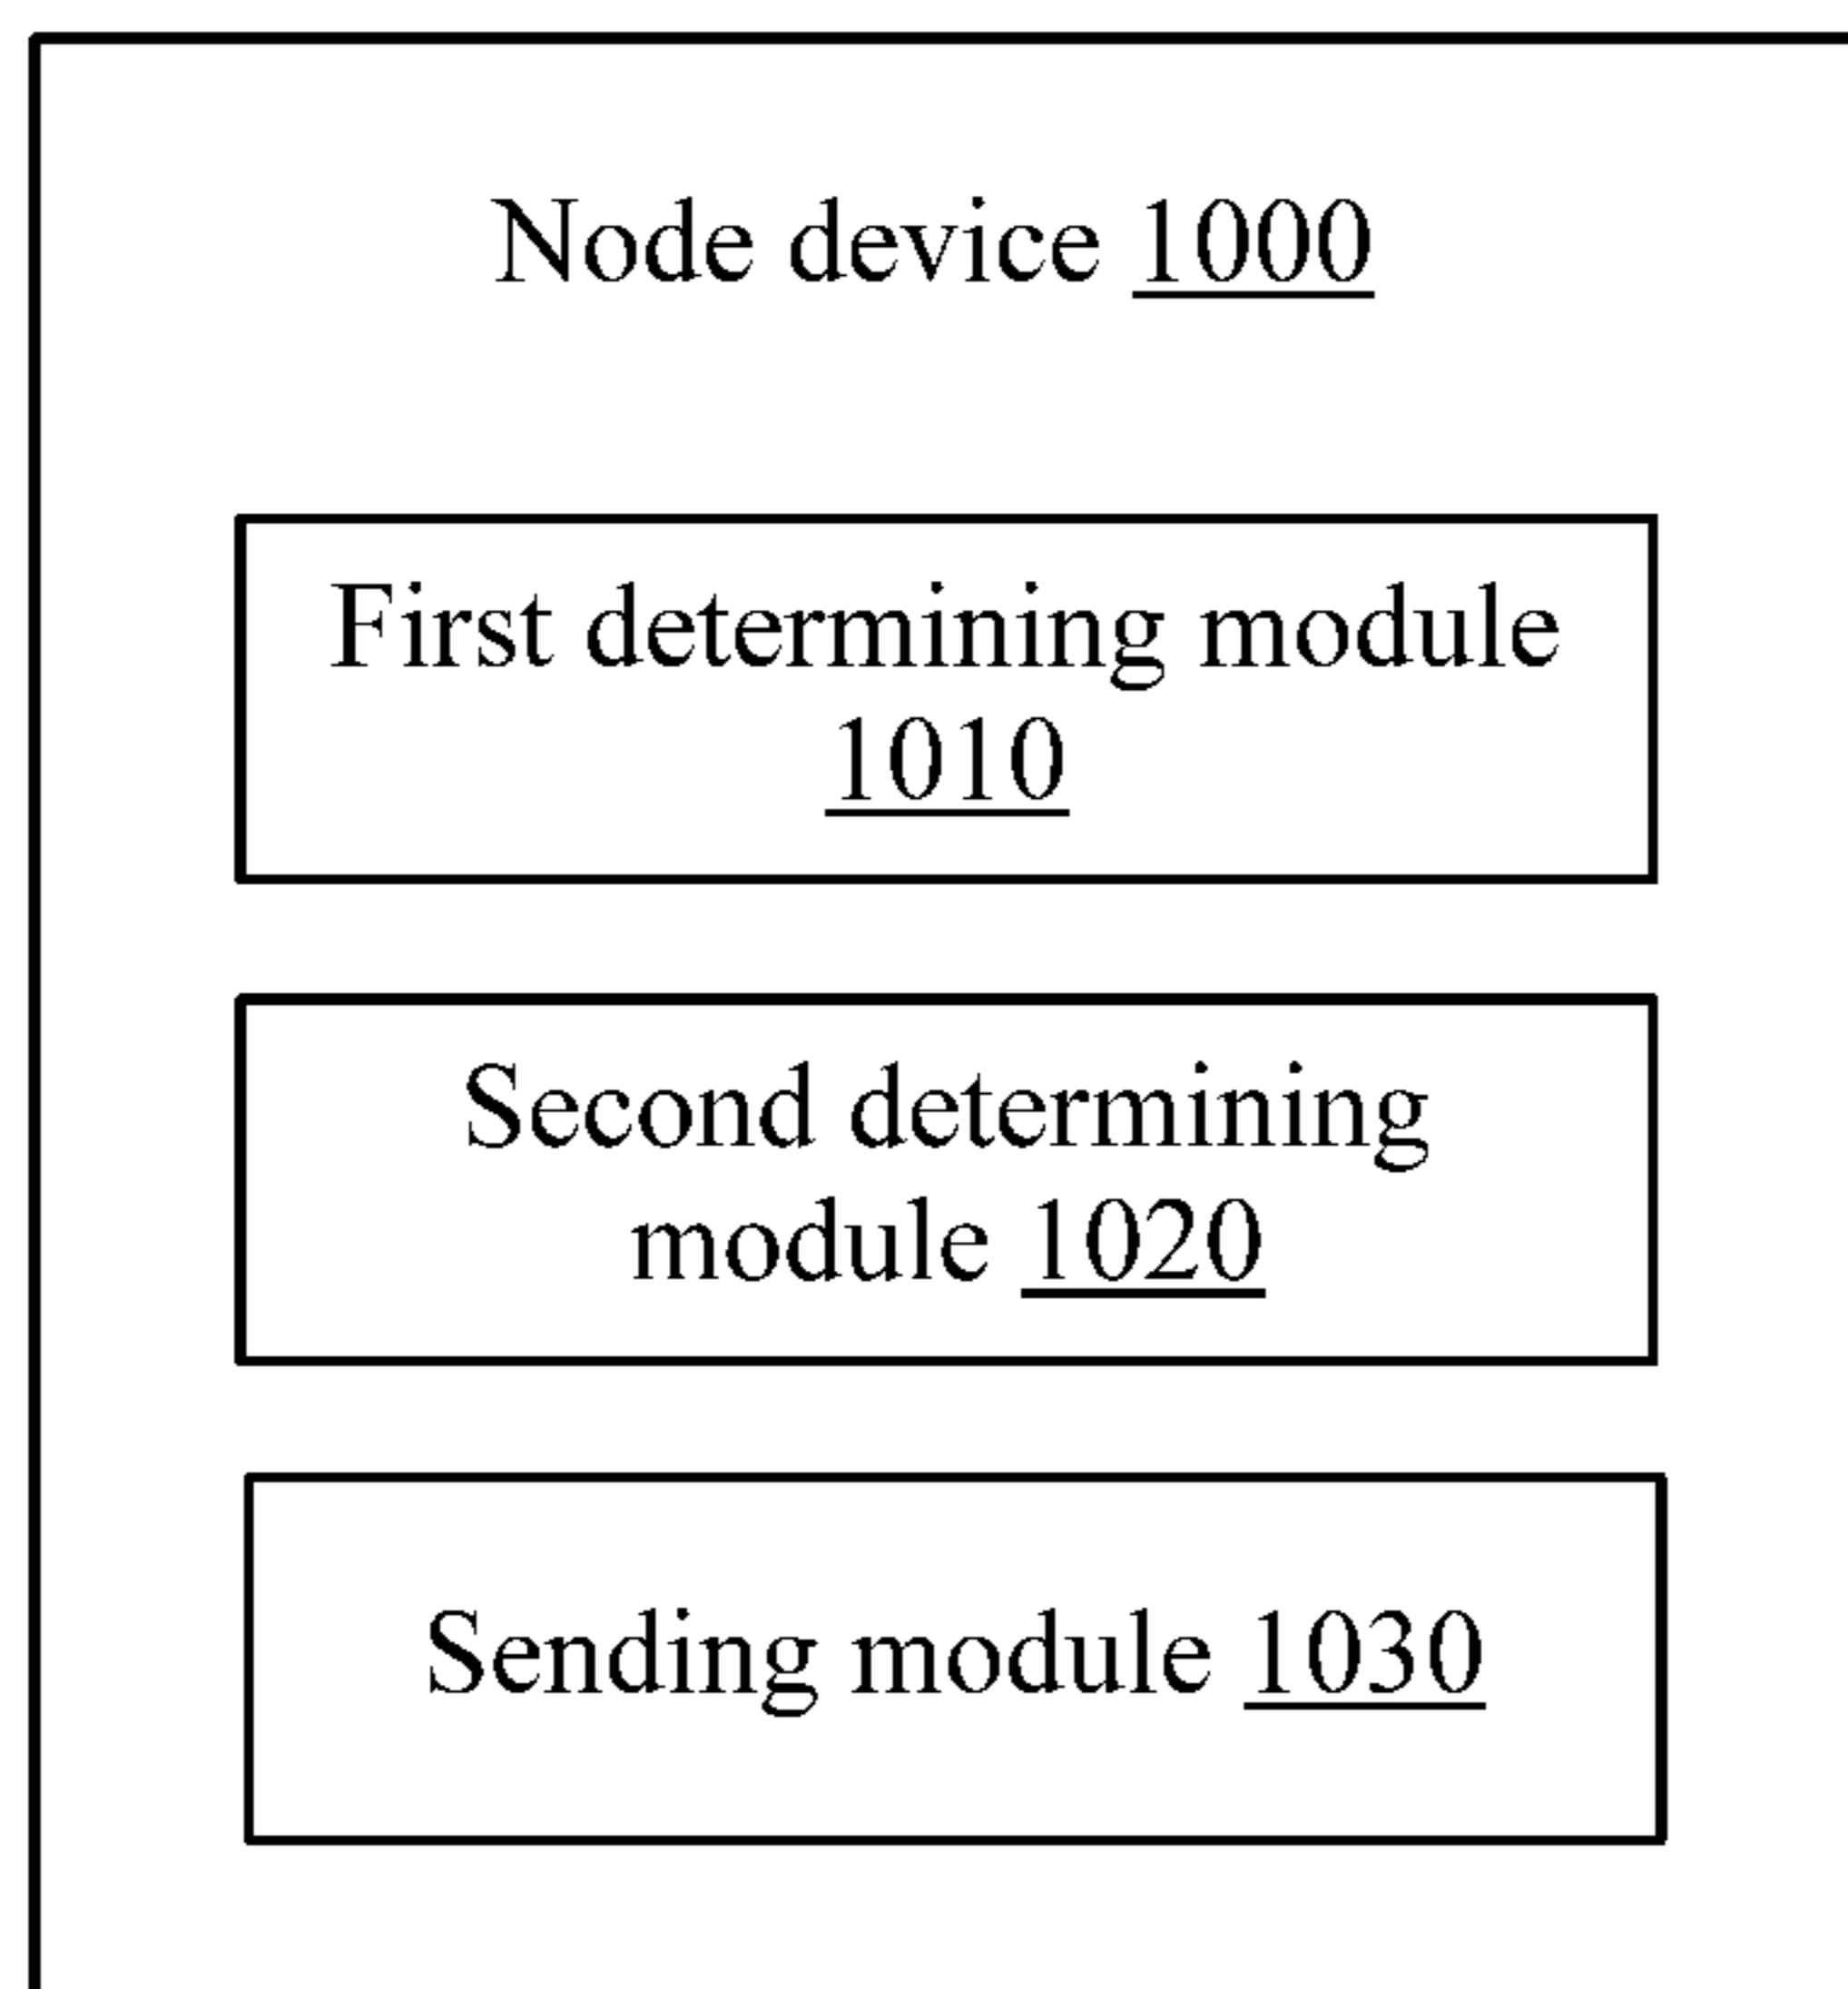 Node device 1000
First determining module
1010
Second determining
module 1020
Sending module 1030